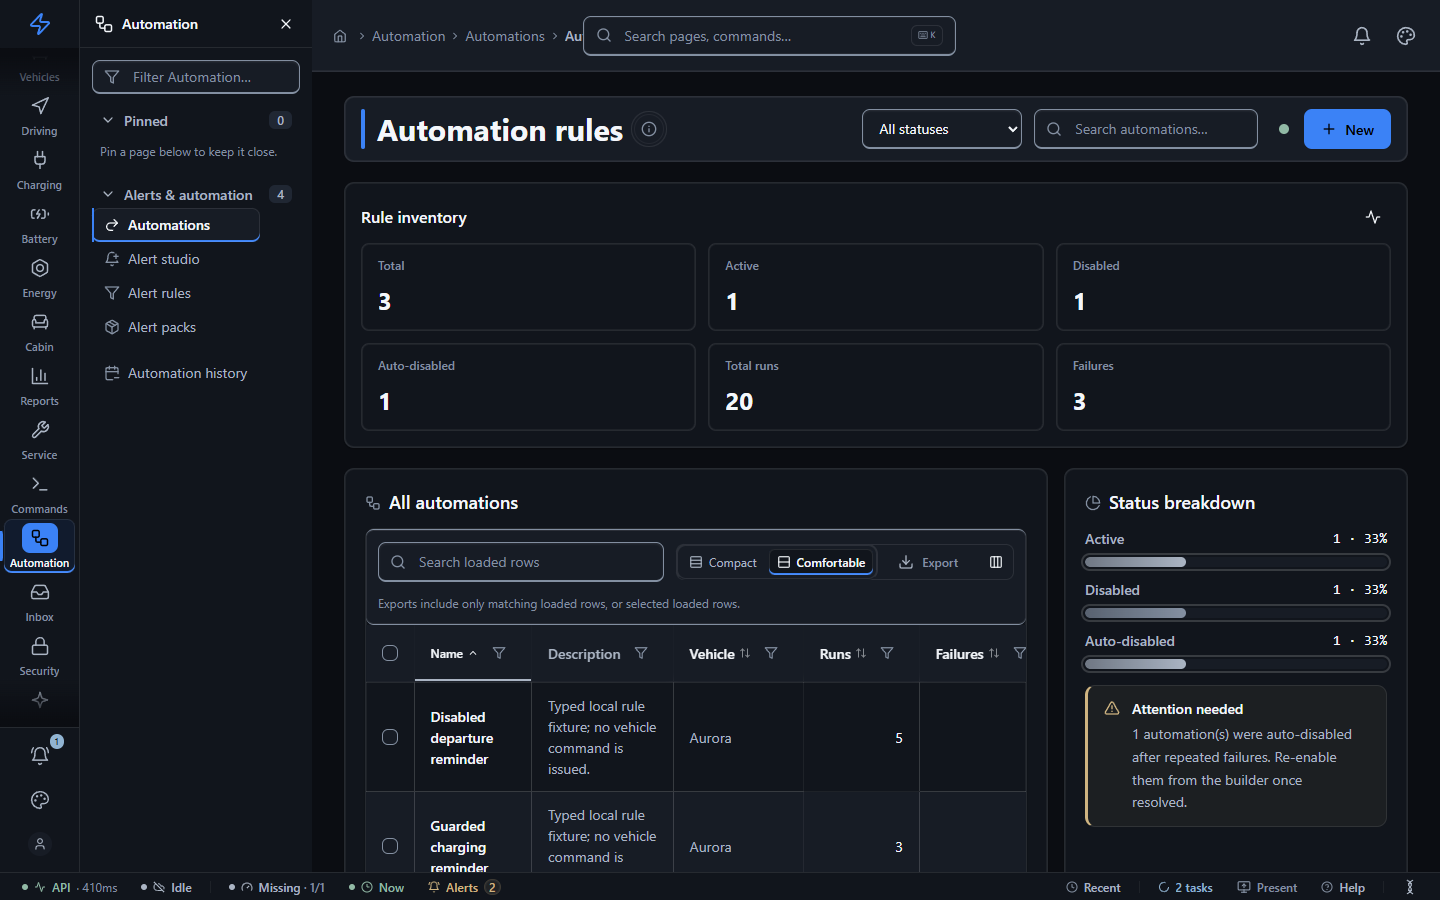 Automation
Automation
Automations
Au
Search pages, commands...
K
Vehicles
Driving
Charging
Battery
Energy
Cabin
Reports
Service
Commands
Automation
Inbox
Security
1
Filter Automation...
Pinned
0
Pin a page below to keep it close.
Alerts & automation
4
Automations
Alert studio
Alert rules
Alert packs
Automation history
Automation rules
All statuses
Search automations...
New
Rule inventory
Total
3
Active
1
Disabled
1
Auto-disabled
1
Total runs
20
Failures
3
All automations
Search loaded rows
Compact
Comfortable
Export
Exports include only matching loaded rows, or selected loaded rows.
Name
Description
Vehicle
Runs
Failures
Disabled
departure
reminder
Typed local rule
fixture; no vehicle
command is
issued.
Aurora
5
Guarded
charging
reminder
Typed local rule
fixture; no vehicle
command is
Aurora
3
Status breakdown
Active
1 · 33%
Disabled
1 · 33%
Auto-disabled
1 · 33%
Attention needed
1 automation(s) were auto-disabled
after repeated failures. Re-enable
them from the builder once
resolved.
API · 410ms
Idle
Missing · 1/1
Now
Alerts 2
Recent
2 tasks
Present
Help